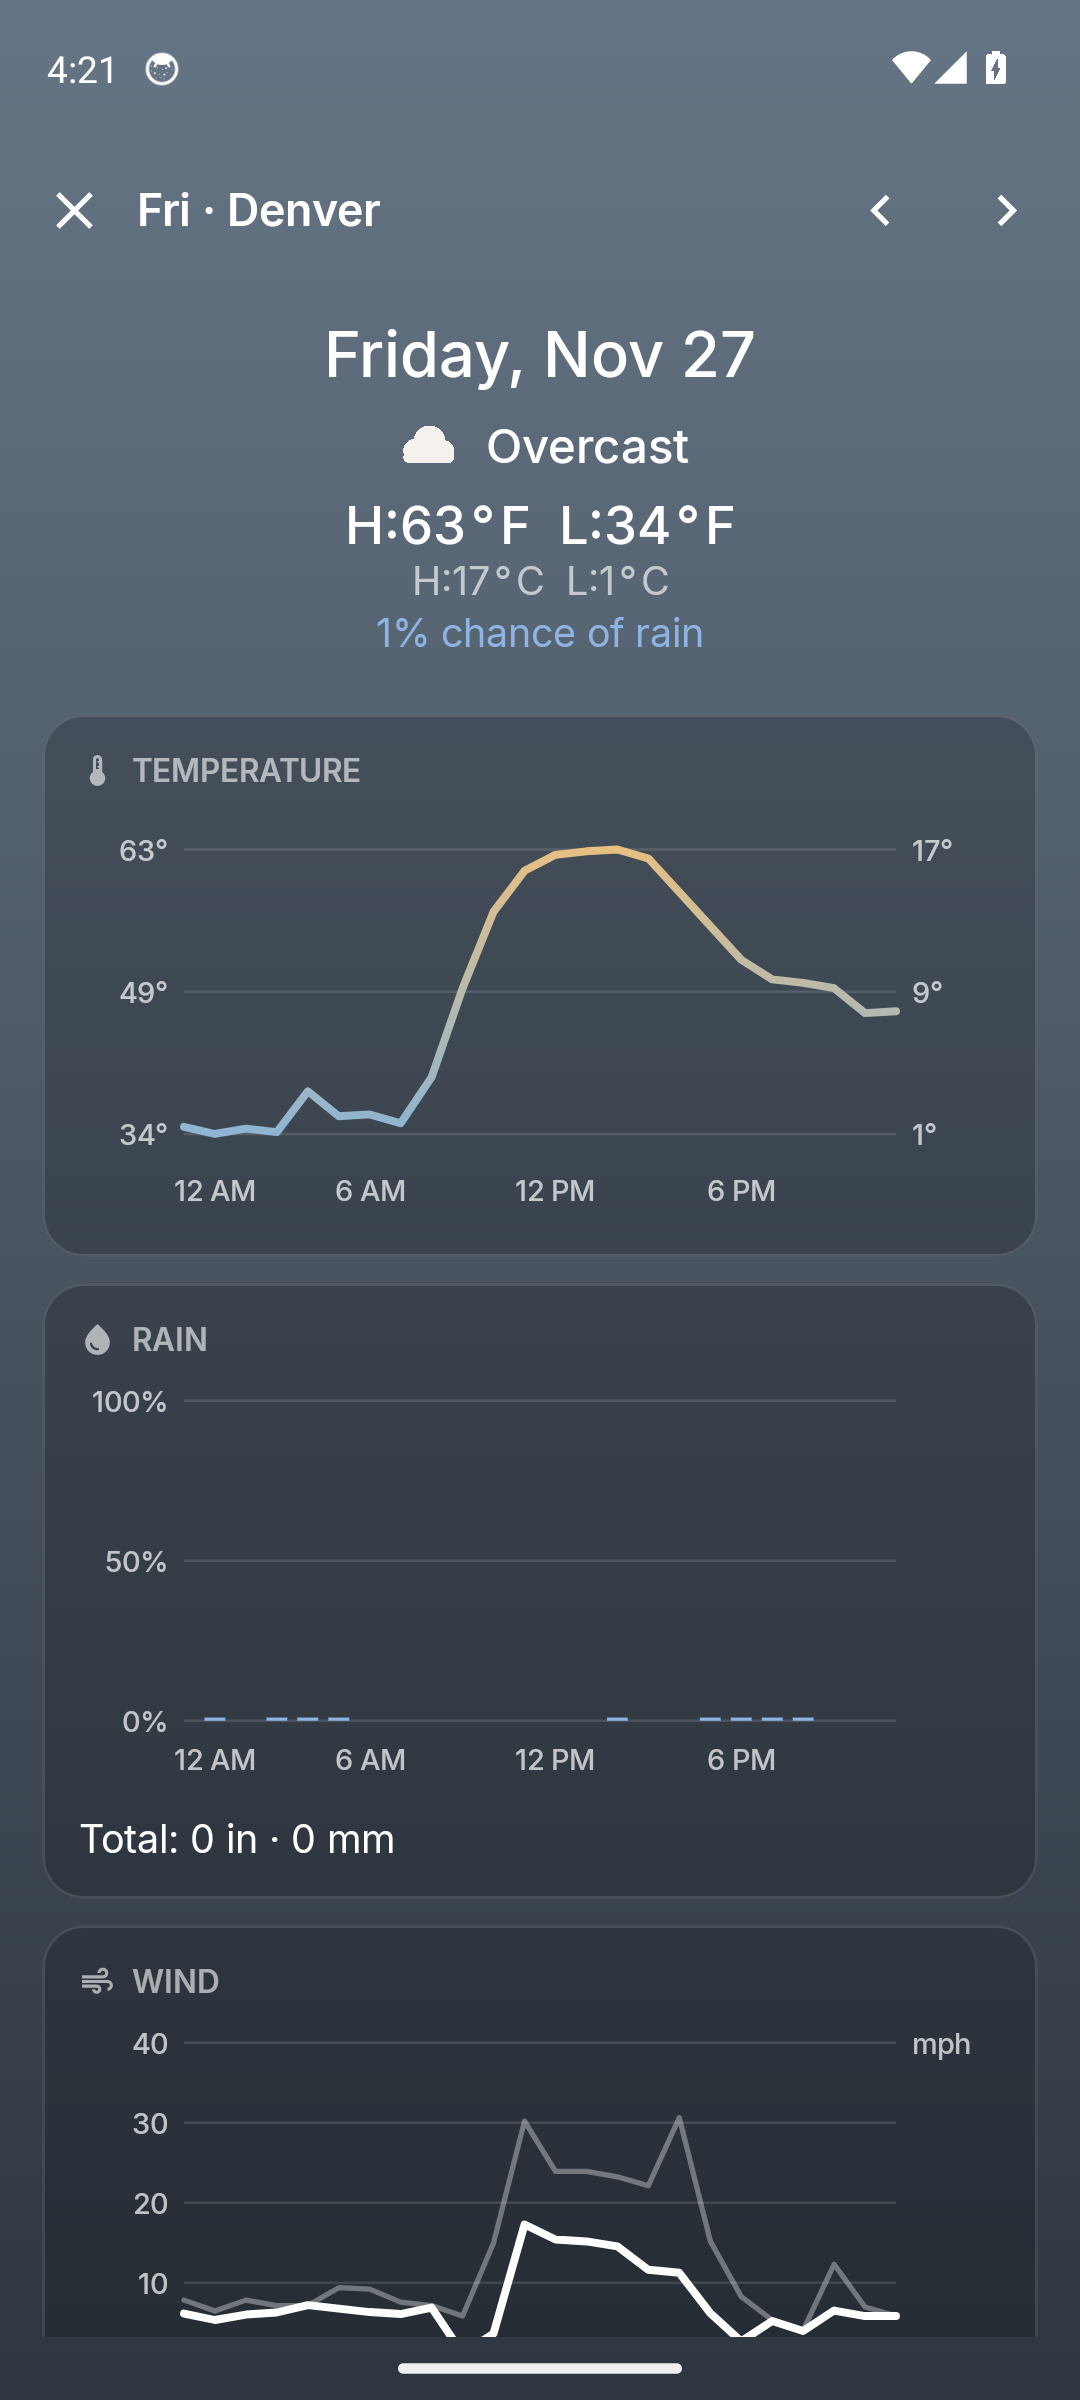 4:21
Fri · Denver
Friday, Nov 27
Overcast
H:63°F L:34°F
H:17°C L:1°C
1% chance of rain
TEMPERATURE
63° 17°
49° 9°
34° 1°
12 AM 6 AM 12 PM 6 PM
RAIN
100%
50%
0%
12 AM 6 AM 12 PM 6 PM
Total: 0 in · 0 mm
WIND
40 mph
30
20
10